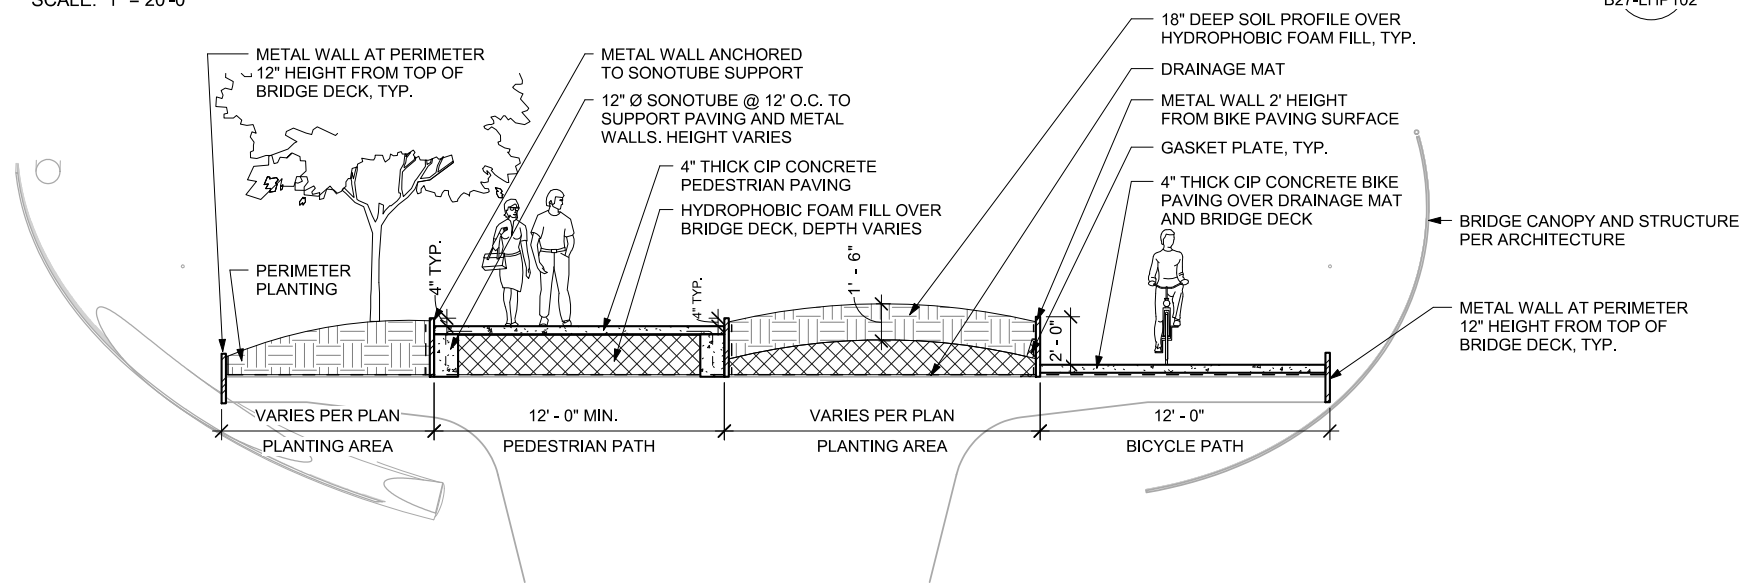 SCALE: 1" = 20'-0"
B27-LHP102
METAL WALL AT PERIMETER
12" HEIGHT FROM TOP OF
BRIDGE DECK, TYP.
METAL WALL ANCHORED
TO SONOTUBE SUPPORT
12" Ø SONOTUBE @ 12' O.C. TO
SUPPORT PAVING AND METAL
WALLS. HEIGHT VARIES
4" THICK CIP CONCRETE
PEDESTRIAN PAVING
HYDROPHOBIC FOAM FILL OVER
BRIDGE DECK, DEPTH VARIES
18" DEEP SOIL PROFILE OVER
HYDROPHOBIC FOAM FILL, TYP.
DRAINAGE MAT
METAL WALL 2' HEIGHT
FROM BIKE PAVING SURFACE
GASKET PLATE, TYP.
4" THICK CIP CONCRETE BIKE
PAVING OVER DRAINAGE MAT
AND BRIDGE DECK
BRIDGE CANOPY AND STRUCTURE
PER ARCHITECTURE
PERIMETER
PLANTING
4" TYP.
4" TYP.
1' - 6"
2' - 0"
METAL WALL AT PERIMETER
12" HEIGHT FROM TOP OF
BRIDGE DECK, TYP.
VARIES PER PLAN
12' - 0" MIN.
VARIES PER PLAN
12' - 0"
PLANTING AREA
PEDESTRIAN PATH
PLANTING AREA
BICYCLE PATH